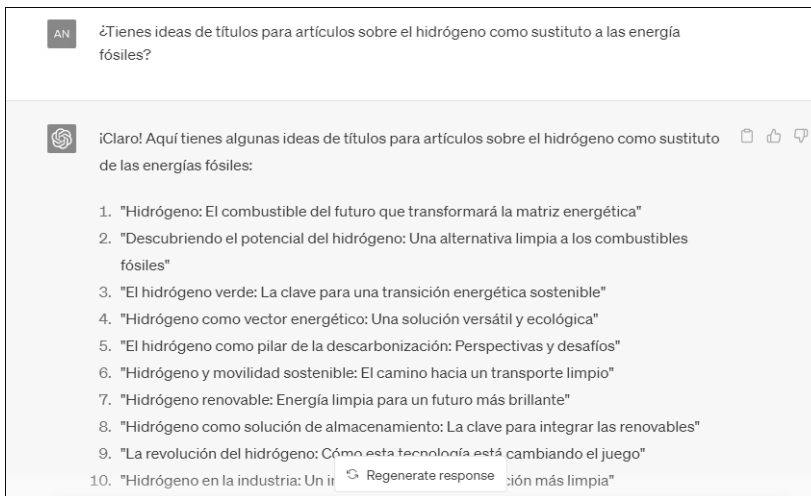 AN
¿Tienes ideas de títulos para artículos sobre el hidrógeno como sustituto a las energía
fósiles?
¡Claro! Aquí tienes algunas ideas de títulos para artículos sobre el hidrógeno como sustituto
de las energías fósiles:
1. "Hidrógeno: El combustible del futuro que transformará la matriz energética"
2. "Descubriendo el potencial del hidrógeno: Una alternativa limpia a los combustibles
fósiles"
3. "El hidrógeno verde: La clave para una transición energética sostenible"
4. "Hidrógeno como vector energético: Una solución versátil y ecológica"
5. "El hidrógeno como pilar de la descarbonización: Perspectivas y desafíos"
6. "Hidrógeno y movilidad sostenible: El camino hacia un transporte limpio"
7. "Hidrógeno renovable: Energía limpia para un futuro más brillante"
8. "Hidrógeno como solución de almacenamiento: La clave para integrar las renovables"
9. "La revolución del hidrógeno: Cómo esta tecnología está cambiando el juego"
10. "Hidrógeno en la industria: Un más limpia"
Regenerate response